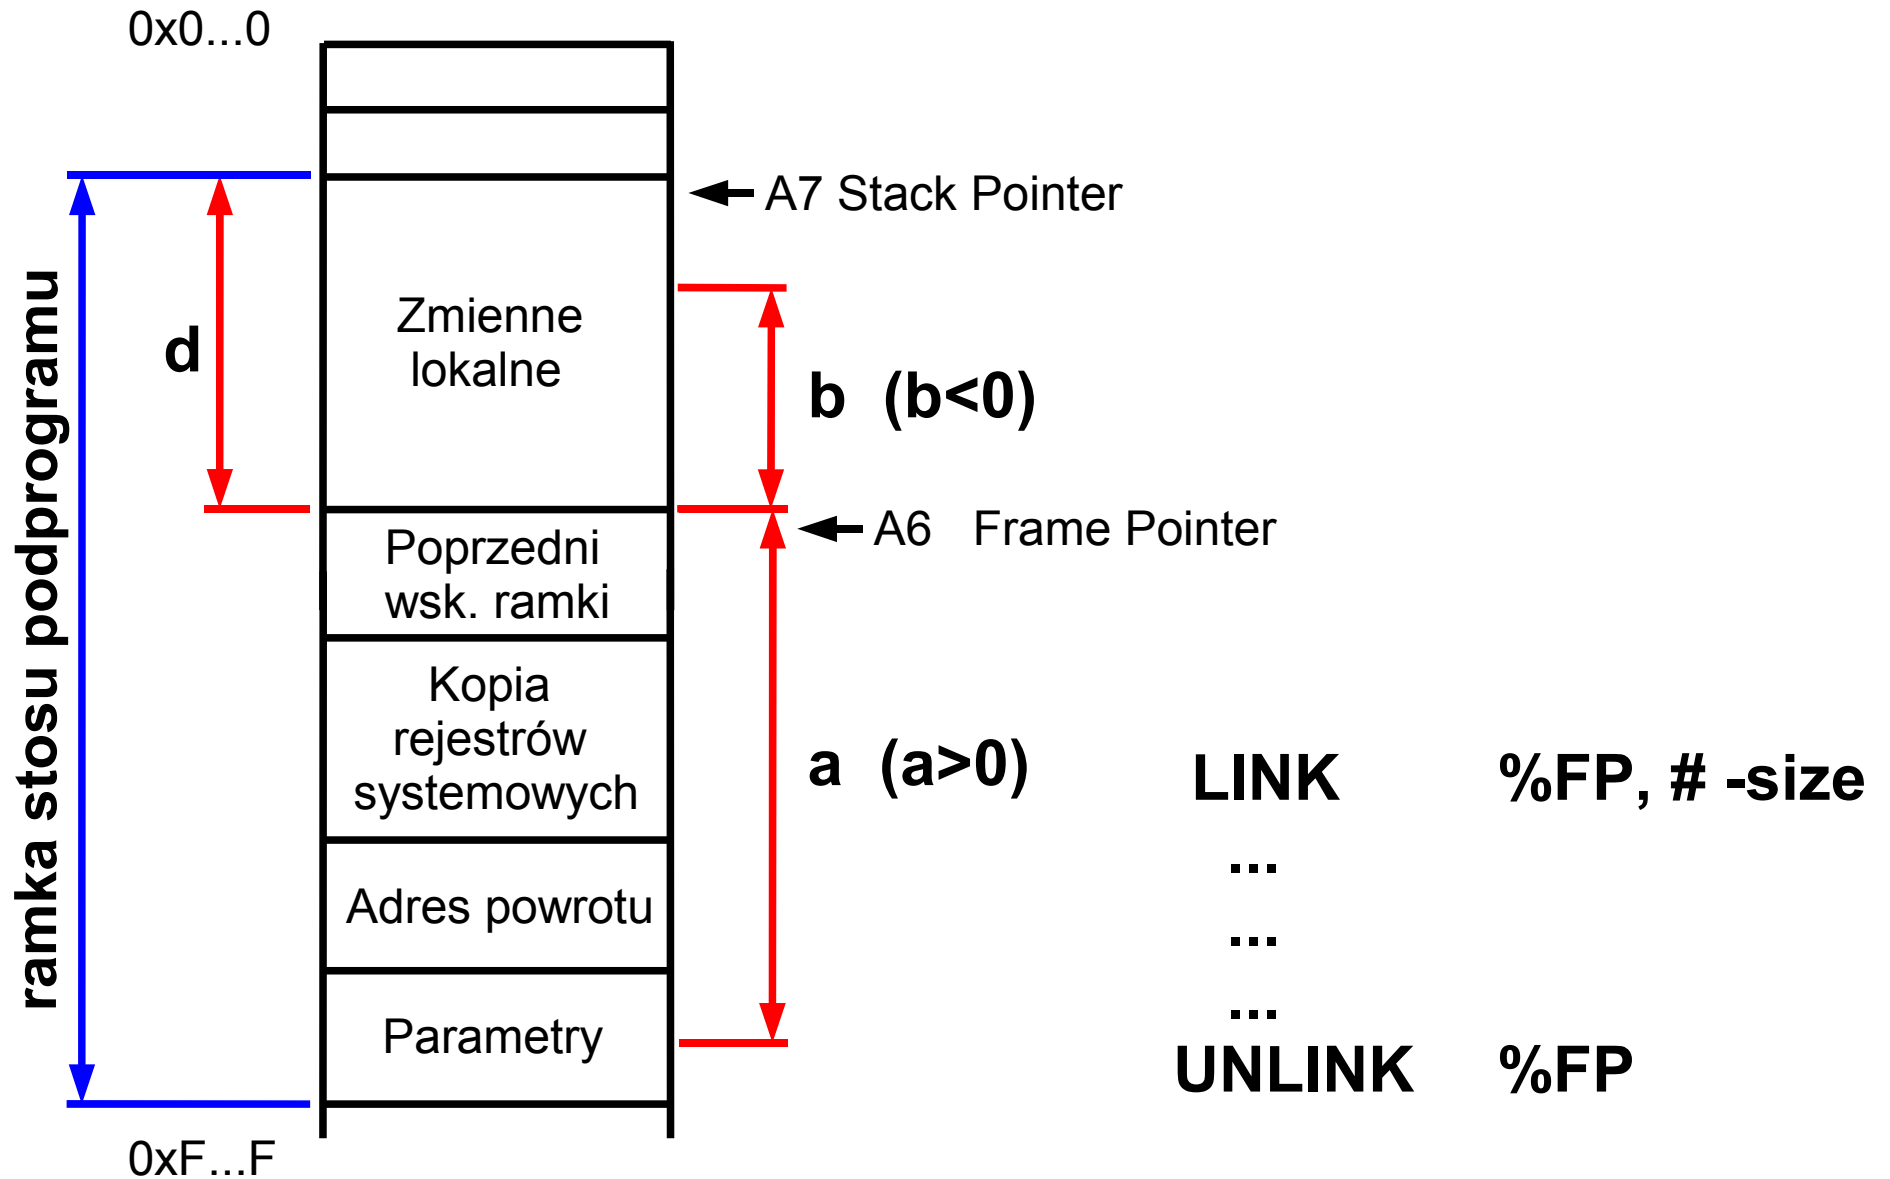 0x0...0
A7 Stack Pointer
ramka stosu podprogramu
d
Zmienne
lokalne
b (b<0)
A6 Frame Pointer
Poprzedni
wsk. ramki
Kopia
rejestrów
systemowych
a (a>0)
LINK %FP, # -size
...
...
...
Adres powrotu
Parametry
UNLINK %FP
0xF...F